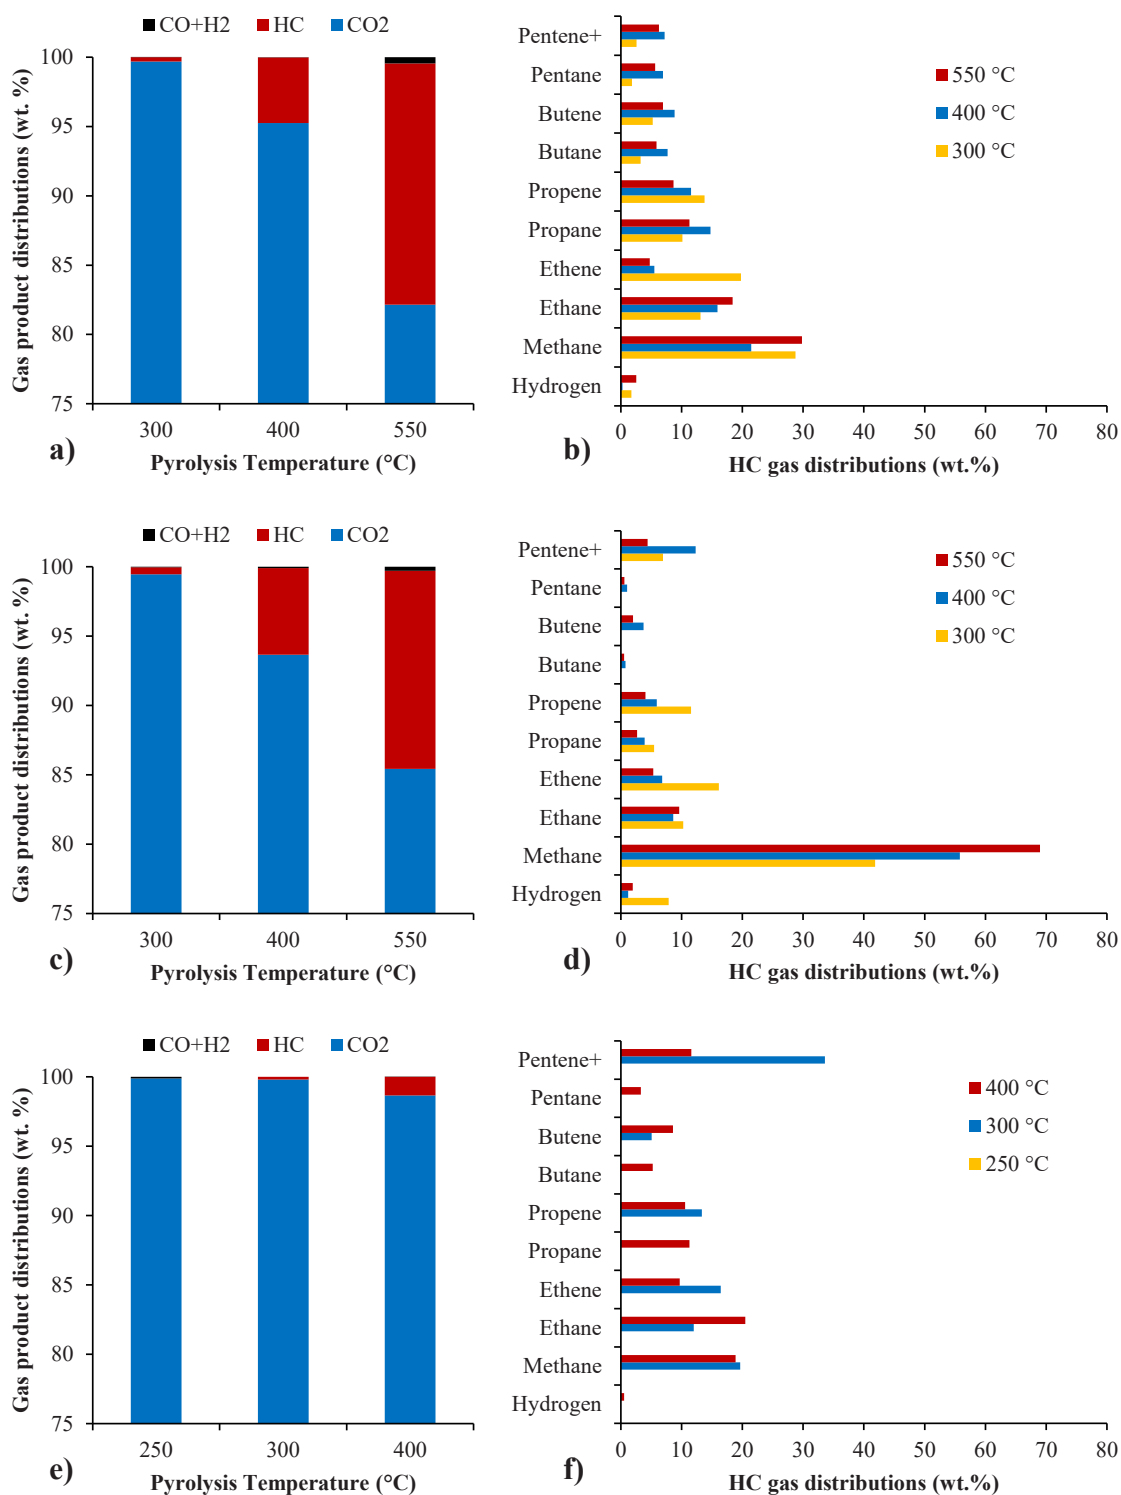 CO+H2 HC CO2
Gas product distributions (wt. %)
100
95
90
85
80
75
300 400 550
a)
Pyrolysis Temperature (°C)
Pentene+
Pentane
Butene
Butane
Propene
Propane
Ethene
Ethane
Methane
Hydrogen
550 °C
400 °C
300 °C
0 10 20 30 40 50 60 70 80
b)
HC gas distributions (wt.%)
CO+H2 HC CO2
Gas product distributions (wt. %)
100
95
90
85
80
75
300 400 550
c)
Pyrolysis Temperature (°C)
Pentene+
Pentane
Butene
Butane
Propene
Propane
Ethene
Ethane
Methane
Hydrogen
550 °C
400 °C
300 °C
0 10 20 30 40 50 60 70 80
d)
HC gas distributions (wt.%)
CO+H2 HC CO2
Gas product distributions (wt. %)
100
95
90
85
80
75
250 300 400
e)
Pyrolysis Temperature (°C)
Pentene+
Pentane
Butene
Butane
Propene
Propane
Ethene
Ethane
Methane
Hydrogen
400 °C
300 °C
250 °C
0 10 20 30 40 50 60 70 80
f)
HC gas distributions (wt.%)